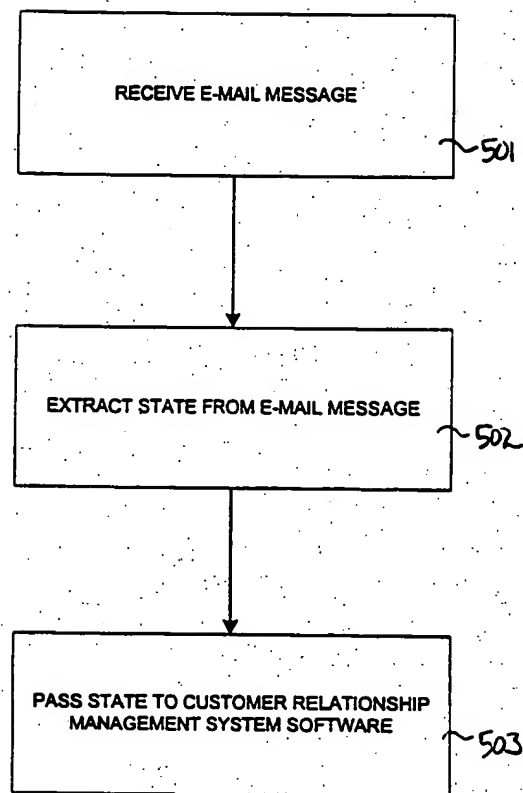 RECEIVE E-MAIL MESSAGE
501
EXTRACT STATE FROM E-MAIL MESSAGE
502
PASS STATE TO CUSTOMER RELATIONSHIP
MANAGEMENT SYSTEM SOFTWARE
503